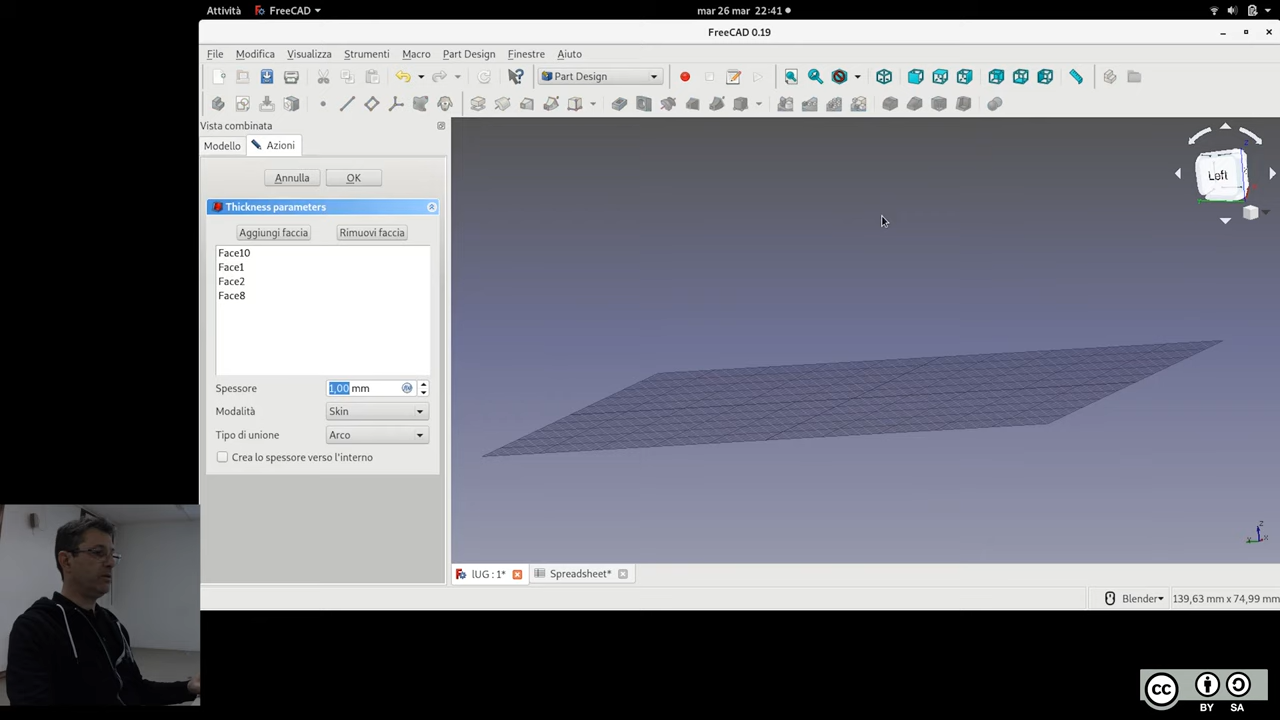 Attività
FreeCAD
mar 26 mar 22:41
FreeCAD 0.19
File Modifica Visualizza Strumenti Macro Part Design Finestre Aiuto
Part Design
Vista combinata
Modello Azioni
Annulla OK
Thickness parameters
Aggiungi faccia Rimuovi faccia
Face10
Face1
Face2
Face8
Spessore 1,00 mm
Modalità Skin
Tipo di unione Arco
Crea lo spessore verso l'interno
Left
z
lUG : 1* Spreadsheet*
Blender 139,63 mm x 74,99 mm
cc
BY SA